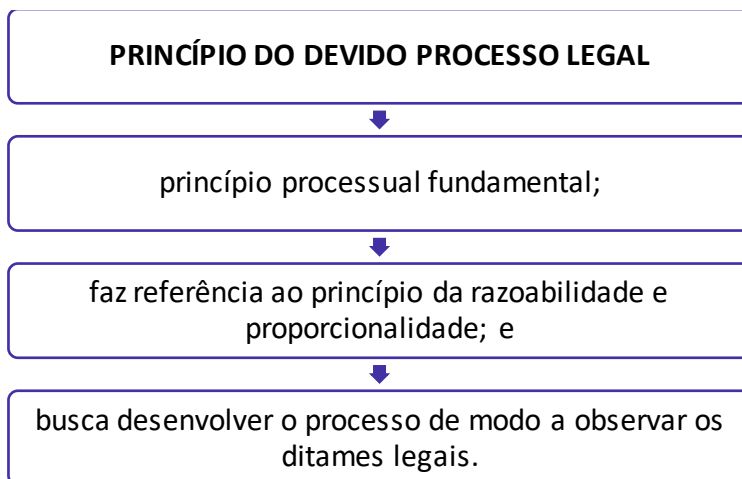 PRINCÍPIO DO DEVIDO PROCESSO LEGAL
princípio processual fundamental;
faz referência ao princípio da razoabilidade e
proporcionalidade; e
busca desenvolver o processo de modo a observar os
ditames legais.